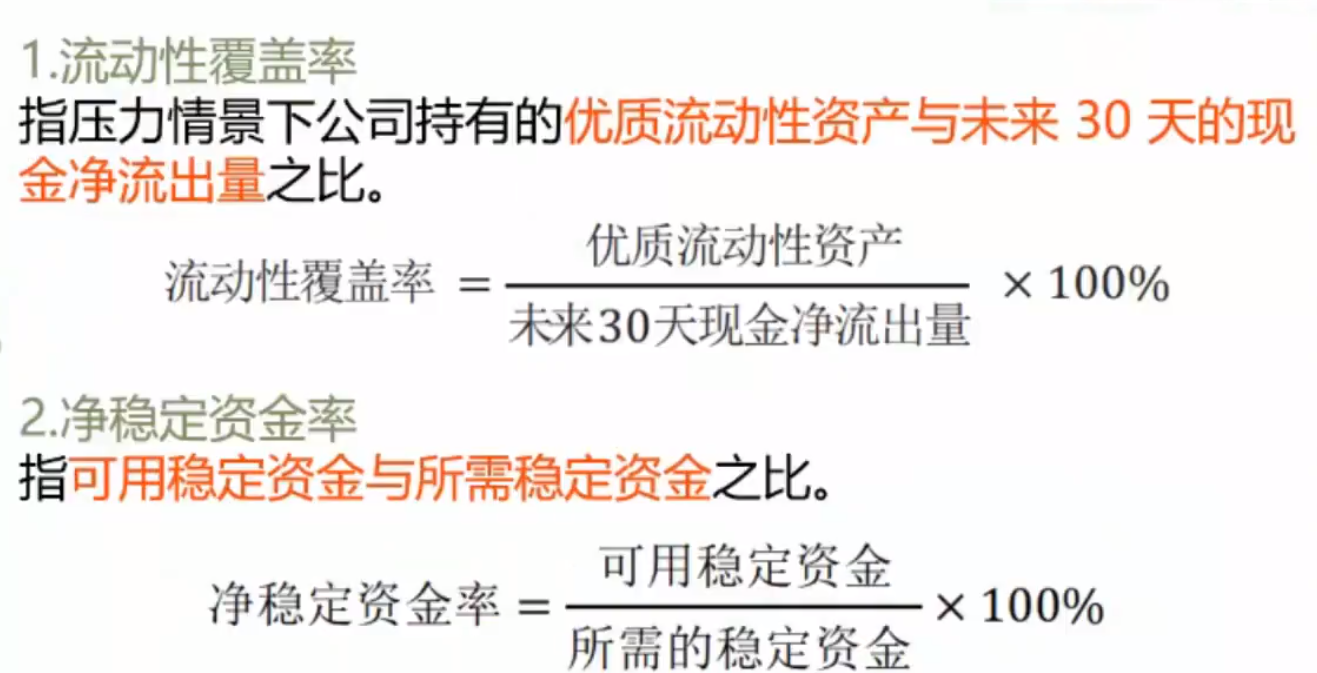 1.流动性覆盖率
指压力情景下公司持有的优质流动性资产与未来 30 天的现
金净流出量之比。
流动性覆盖率 = 优质流动性资产 / 未来30天现金净流出量 × 100%
2.净稳定资金率
指可用稳定资金与所需稳定资金之比。
净稳定资金率 = 可用稳定资金 / 所需的稳定资金 × 100%